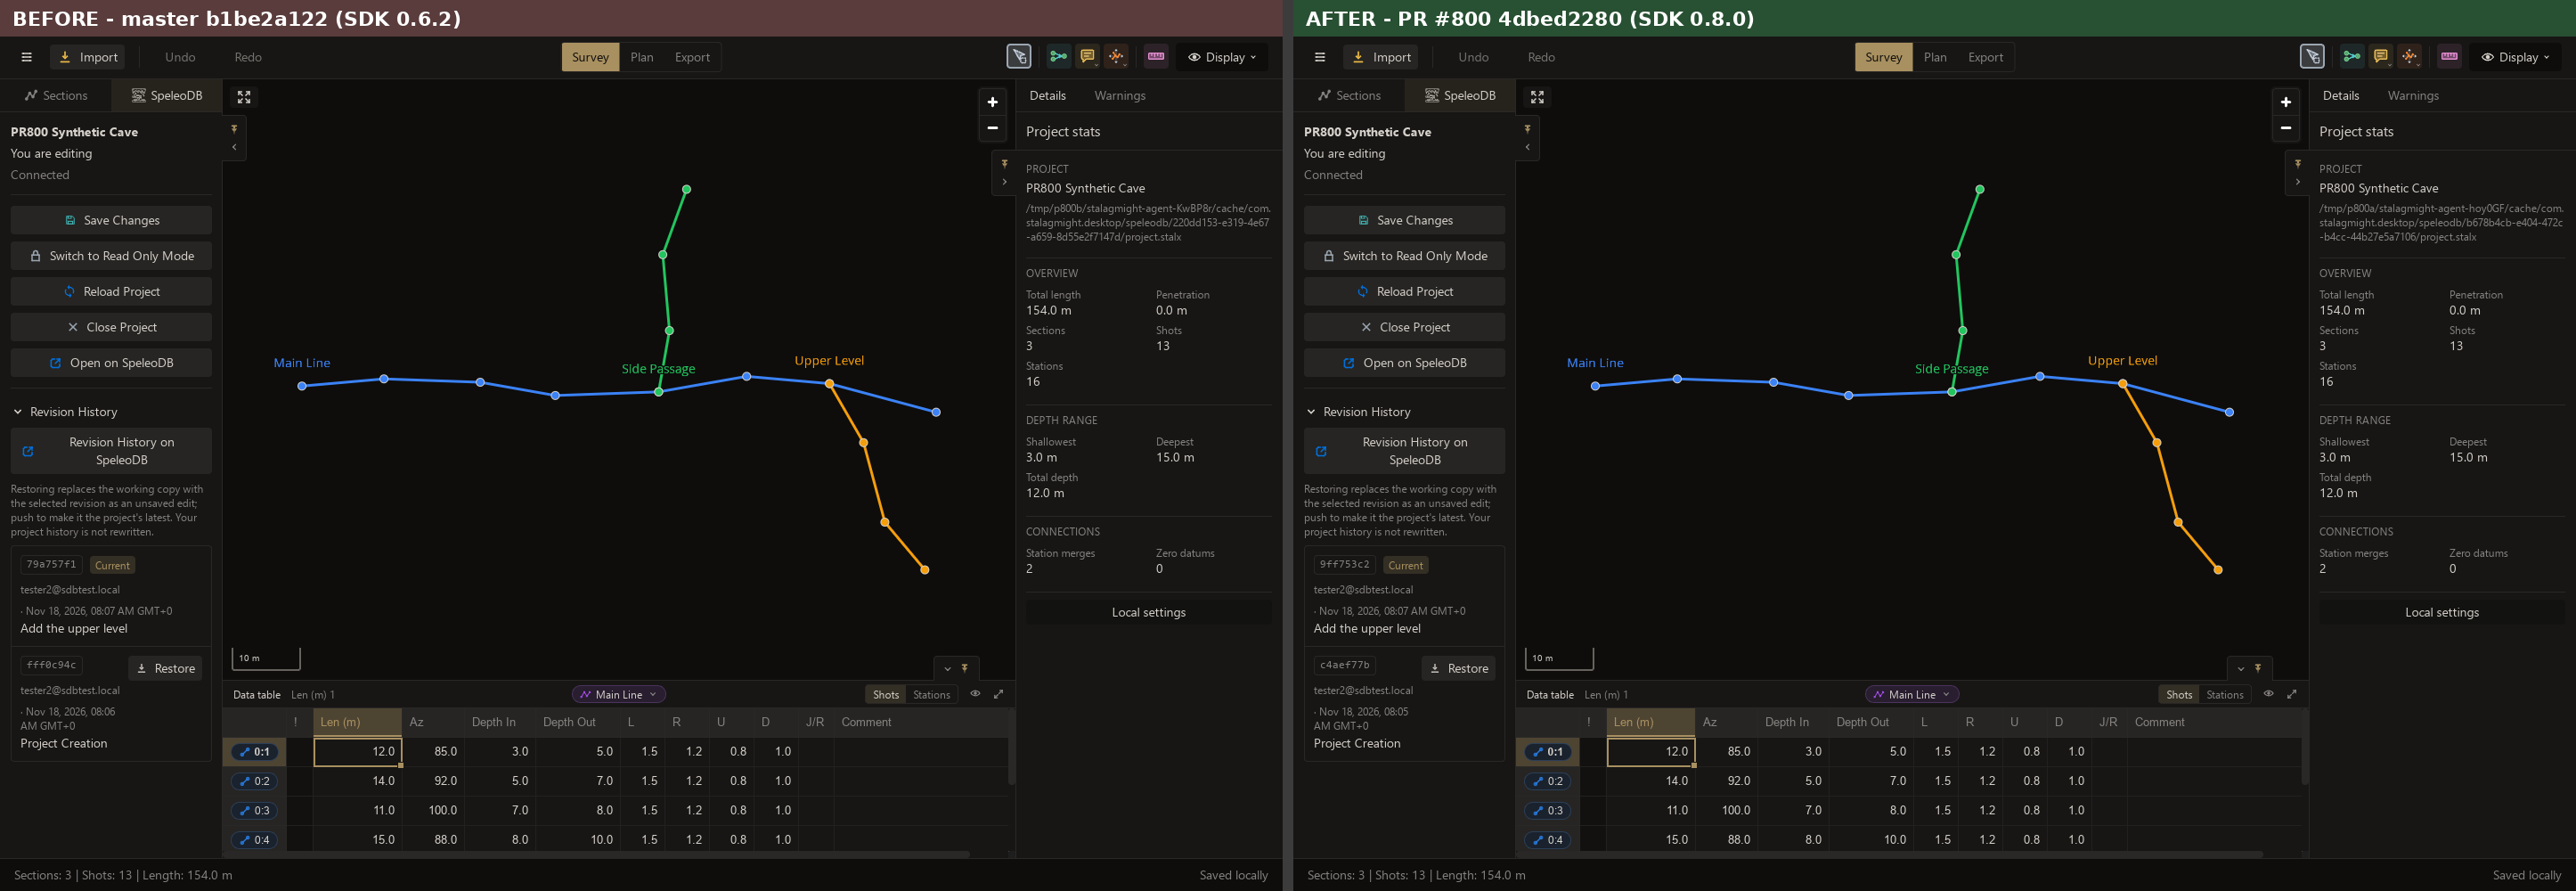 BEFORE - master b1be2a122 (SDK 0.6.2)
Import
Undo
Redo
Survey
Plan
Export
Display
Sections
SpeleoDB
PR800 Synthetic Cave
You are editing
Connected
Save Changes
Switch to Read Only Mode
Reload Project
Close Project
Open on SpeleoDB
Revision History
Revision History on
SpeleoDB
Restoring replaces the working copy with
the selected revision as an unsaved edit;
push to make it the project's latest. Your
project history is not rewritten.
79a757f1
Current
tester2@sdbtest.local
· Nov 18, 2026, 08:07 AM GMT+0
Add the upper level
fff0c94c
Restore
tester2@sdbtest.local
· Nov 18, 2026, 08:06
AM GMT+0
Project Creation
Main Line
Side Passage
Upper Level
10 m
Details
Warnings
Project stats
PROJECT
PR800 Synthetic Cave
/tmp/p800b/stalagmight-agent-KwBP8r/cache/com.
stalagmight.desktop/speleodb/220dd153-e319-4e67
-a659-8d55e2f7147d/project.stalx
OVERVIEW
Total length
Penetration
154.0 m
0.0 m
Sections
Shots
3
13
Stations
16
DEPTH RANGE
Shallowest
Deepest
3.0 m
15.0 m
Total depth
12.0 m
CONNECTIONS
Station merges
Zero datums
2
0
Local settings
Data table
Len (m) 1
Main Line
Shots
Stations
! Len (m) Az Depth In Depth Out L R U D J/R Comment
0:1 12.0 85.0 3.0 5.0 1.5 1.2 0.8 1.0
0:2 14.0 92.0 5.0 7.0 1.5 1.2 0.8 1.0
0:3 11.0 100.0 7.0 8.0 1.5 1.2 0.8 1.0
0:4 15.0 88.0 8.0 10.0 1.5 1.2 0.8 1.0
Sections: 3 | Shots: 13 | Length: 154.0 m
Saved locally
AFTER - PR #800 4dbed2280 (SDK 0.8.0)
Import
Undo
Redo
Survey
Plan
Export
Display
Sections
SpeleoDB
PR800 Synthetic Cave
You are editing
Connected
Save Changes
Switch to Read Only Mode
Reload Project
Close Project
Open on SpeleoDB
Revision History
Revision History on
SpeleoDB
Restoring replaces the working copy with
the selected revision as an unsaved edit;
push to make it the project's latest. Your
project history is not rewritten.
9ff753c2
Current
tester2@sdbtest.local
· Nov 18, 2026, 08:07 AM GMT+0
Add the upper level
c4aef77b
Restore
tester2@sdbtest.local
· Nov 18, 2026, 08:05
AM GMT+0
Project Creation
Main Line
Side Passage
Upper Level
10 m
Details
Warnings
Project stats
PROJECT
PR800 Synthetic Cave
/tmp/p800a/stalagmight-agent-hoy0GF/cache/com.
stalagmight.desktop/speleodb/b678b4cb-e404-472c
-b4cc-44b27e5a7106/project.stalx
OVERVIEW
Total length
Penetration
154.0 m
0.0 m
Sections
Shots
3
13
Stations
16
DEPTH RANGE
Shallowest
Deepest
3.0 m
15.0 m
Total depth
12.0 m
CONNECTIONS
Station merges
Zero datums
2
0
Local settings
Data table
Len (m) 1
Main Line
Shots
Stations
! Len (m) Az Depth In Depth Out L R U D J/R Comment
0:1 12.0 85.0 3.0 5.0 1.5 1.2 0.8 1.0
0:2 14.0 92.0 5.0 7.0 1.5 1.2 0.8 1.0
0:3 11.0 100.0 7.0 8.0 1.5 1.2 0.8 1.0
0:4 15.0 88.0 8.0 10.0 1.5 1.2 0.8 1.0
Sections: 3 | Shots: 13 | Length: 154.0 m
Saved locally